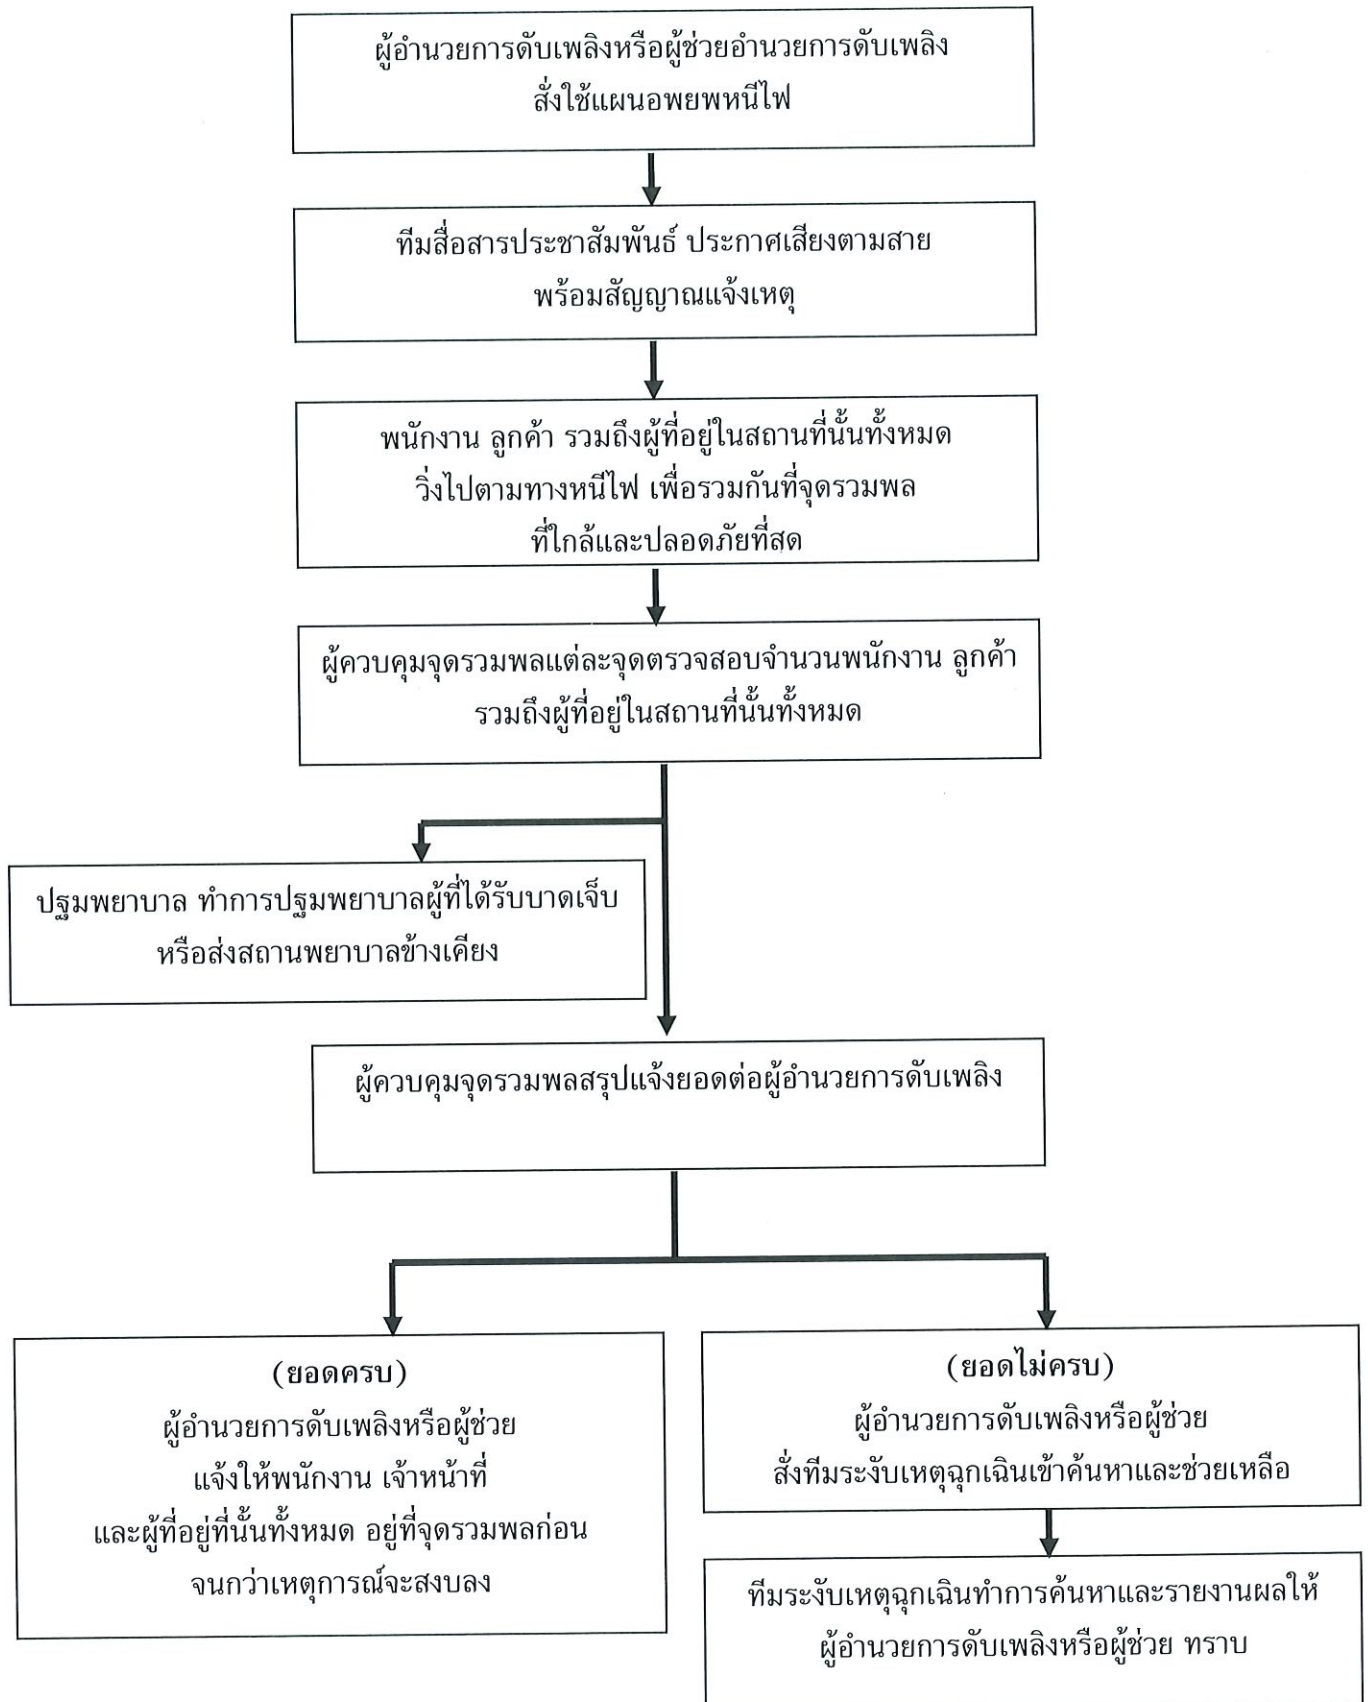 ผู้อำนวยการดับเพลิงหรือผู้ช่วยอำนวยการดับเพลิง
สั่งใช้แผนอพยพหนีไฟ
ทีมสื่อสารประชาสัมพันธ์ ประกาศเสียงตามสาย
พร้อมสัญญาณแจ้งเหตุ
พนักงาน ลูกค้า รวมถึงผู้ที่อยู่ในสถานที่นั้นทั้งหมด
วิ่งไปตามทางหนีไฟ เพื่อรวมกันที่จุดรวมพล
ที่ใกล้และปลอดภัยที่สุด
ผู้ควบคุมจุดรวมพลแต่ละจุดตรวจสอบจำนวนพนักงาน ลูกค้า
รวมถึงผู้ที่อยู่ในสถานที่นั้นทั้งหมด
ปฐมพยาบาล ทำการปฐมพยาบาลผู้ที่ได้รับบาดเจ็บ
หรือส่งสถานพยาบาลข้างเคียง
ผู้ควบคุมจุดรวมพลสรุปแจ้งยอดต่อผู้อำนวยการดับเพลิง
(ยอดครบ)
ผู้อำนวยการดับเพลิงหรือผู้ช่วย
แจ้งให้พนักงาน เจ้าหน้าที่
และผู้ที่อยู่ที่นั้นทั้งหมด อยู่ที่จุดรวมพลก่อน
จนกว่าเหตุการณ์จะสงบลง
(ยอดไม่ครบ)
ผู้อำนวยการดับเพลิงหรือผู้ช่วย
สั่งทีมระงับเหตุฉุกเฉินเข้าค้นหาและช่วยเหลือ
ทีมระงับเหตุฉุกเฉินทำการค้นหาและรายงานผลให้
ผู้อำนวยการดับเพลิงหรือผู้ช่วย ทราบ